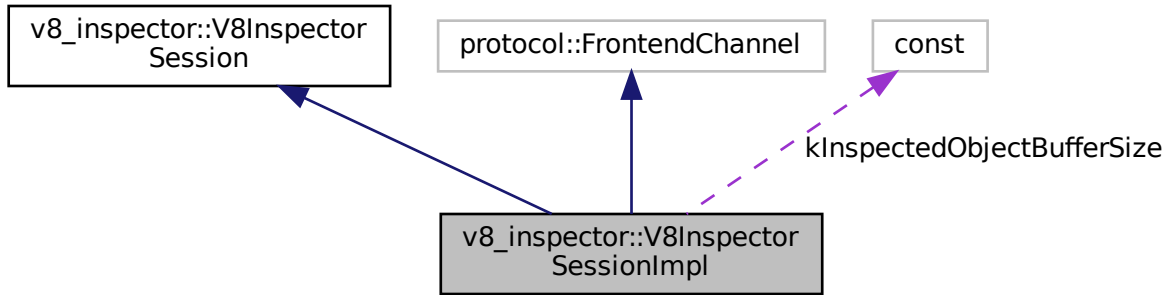 v8_inspector::V8Inspector
Session
protocol::FrontendChannel
const
kInspectedObjectBufferSize
v8_inspector::V8Inspector
SessionImpl